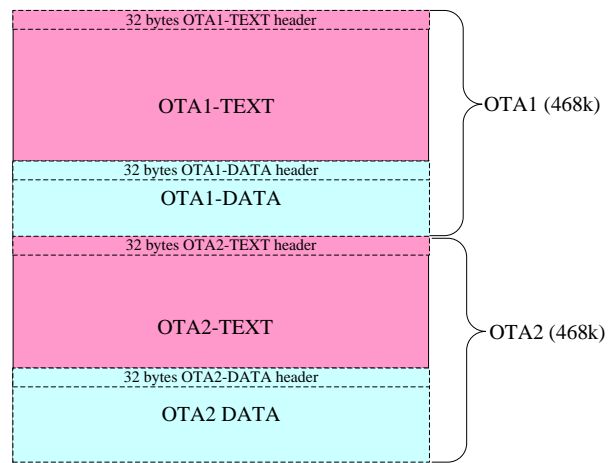 32 bytes OTA1-TEXT header
OTA1-TEXT
OTA1 (468k)
32 bytes OTA1-DATA header
OTA1-DATA
32 bytes OTA2-TEXT header
OTA2-TEXT
OTA2 (468k)
32 bytes OTA2-DATA header
OTA2 DATA